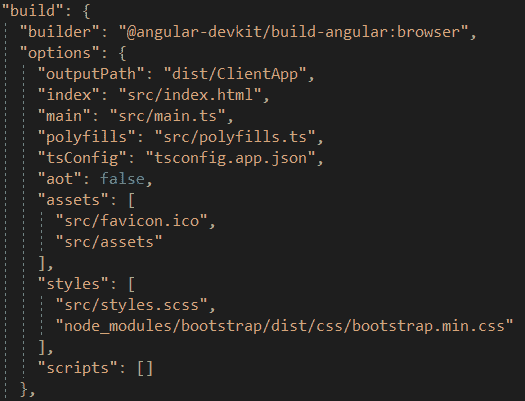 "build": {
"builder": "@angular-devkit/build-angular:browser",
"options": {
"outputPath": "dist/ClientApp",
"index": "src/index.html",
"main": "src/main.ts",
"polyfills": "src/polyfills.ts",
"tsConfig": "tsconfig.app.json",
"aot": false,
"assets": [
"src/favicon.ico",
"src/assets"
],
"styles": [
"src/styles.scss",
"node_modules/bootstrap/dist/css/bootstrap.min.css"
],
"scripts": []
},